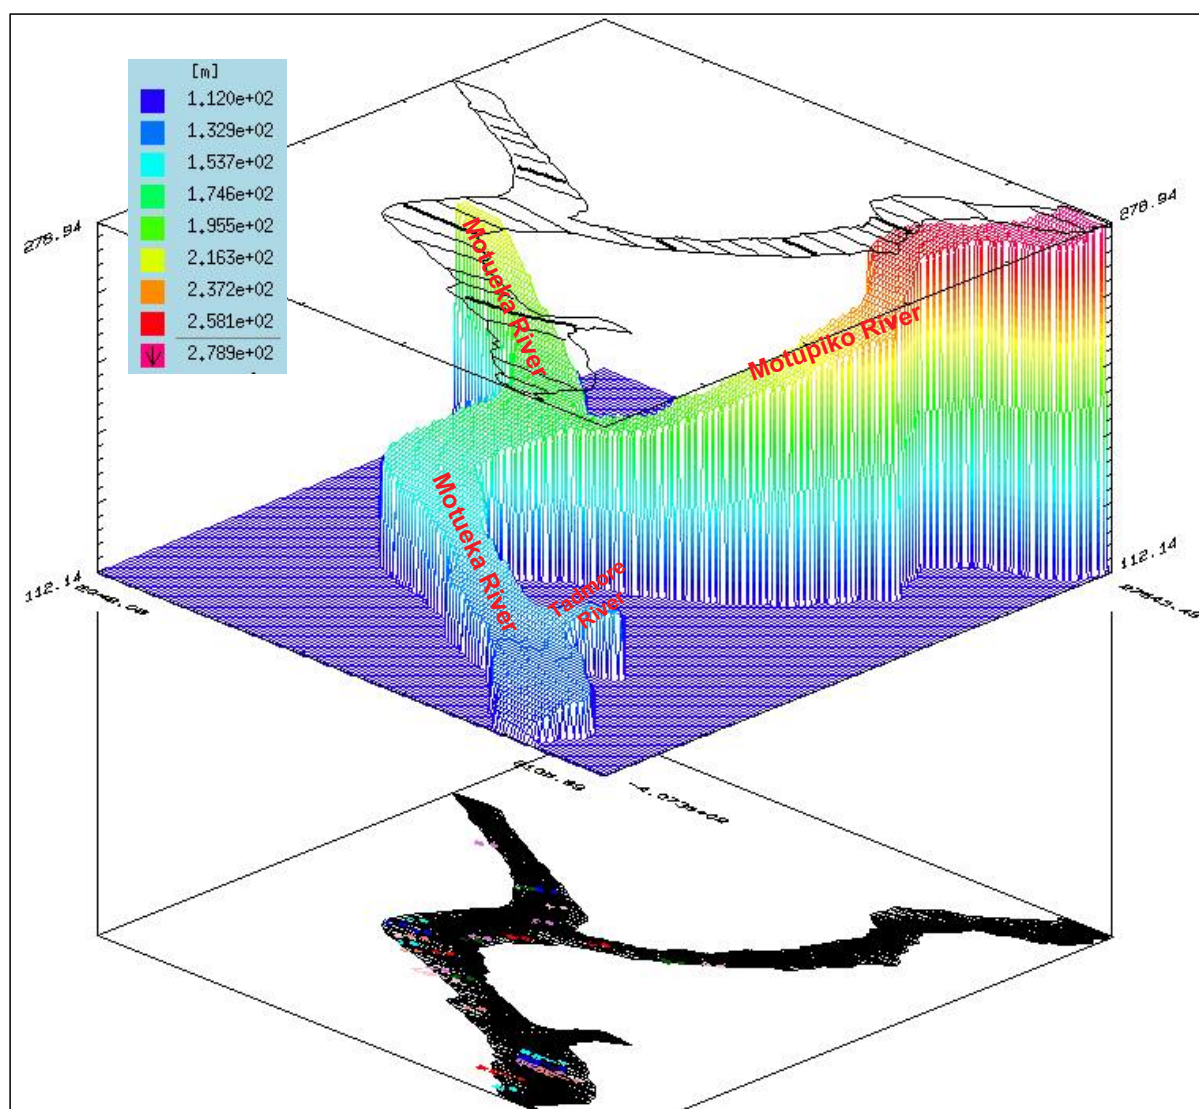 [m]
1.120e+02
1.329e+02
1.537e+02
1.746e+02
1.955e+02
2.163e+02
2.372e+02
2.581e+02
2.789e+02
278.94
278.94
Motueka River
Motupiko River
Motueka River
Tadmore
River
112.14
112.14